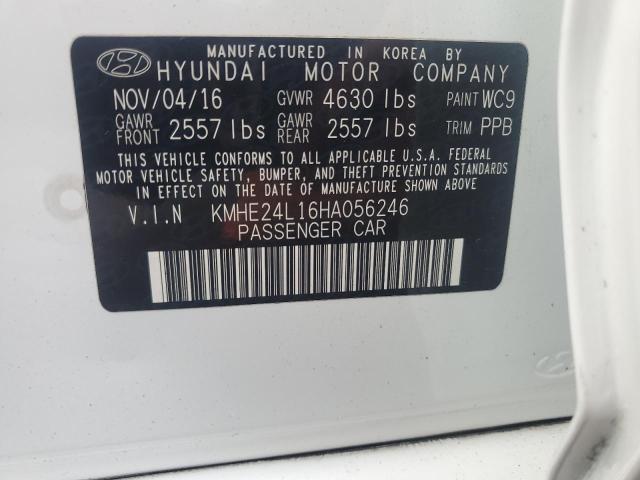 MANUFACTURED IN KOREA BY
HYUNDAI MOTOR COMPANY
NOV/04/16 GVWR 4630 lbs PAINT WC9
GAWR FRONT 2557 lbs GAWR REAR 2557 lbs TRIM PPB
THIS VEHICLE CONFORMS TO ALL APPLICABLE U.S.A. FEDERAL
MOTOR VEHICLE SAFETY, BUMPER, AND THEFT PREVENTION STANDARDS
IN EFFECT ON THE DATE OF MANUFACTURE SHOWN ABOVE
V.I.N KMHE24L16HA056246
PASSENGER CAR